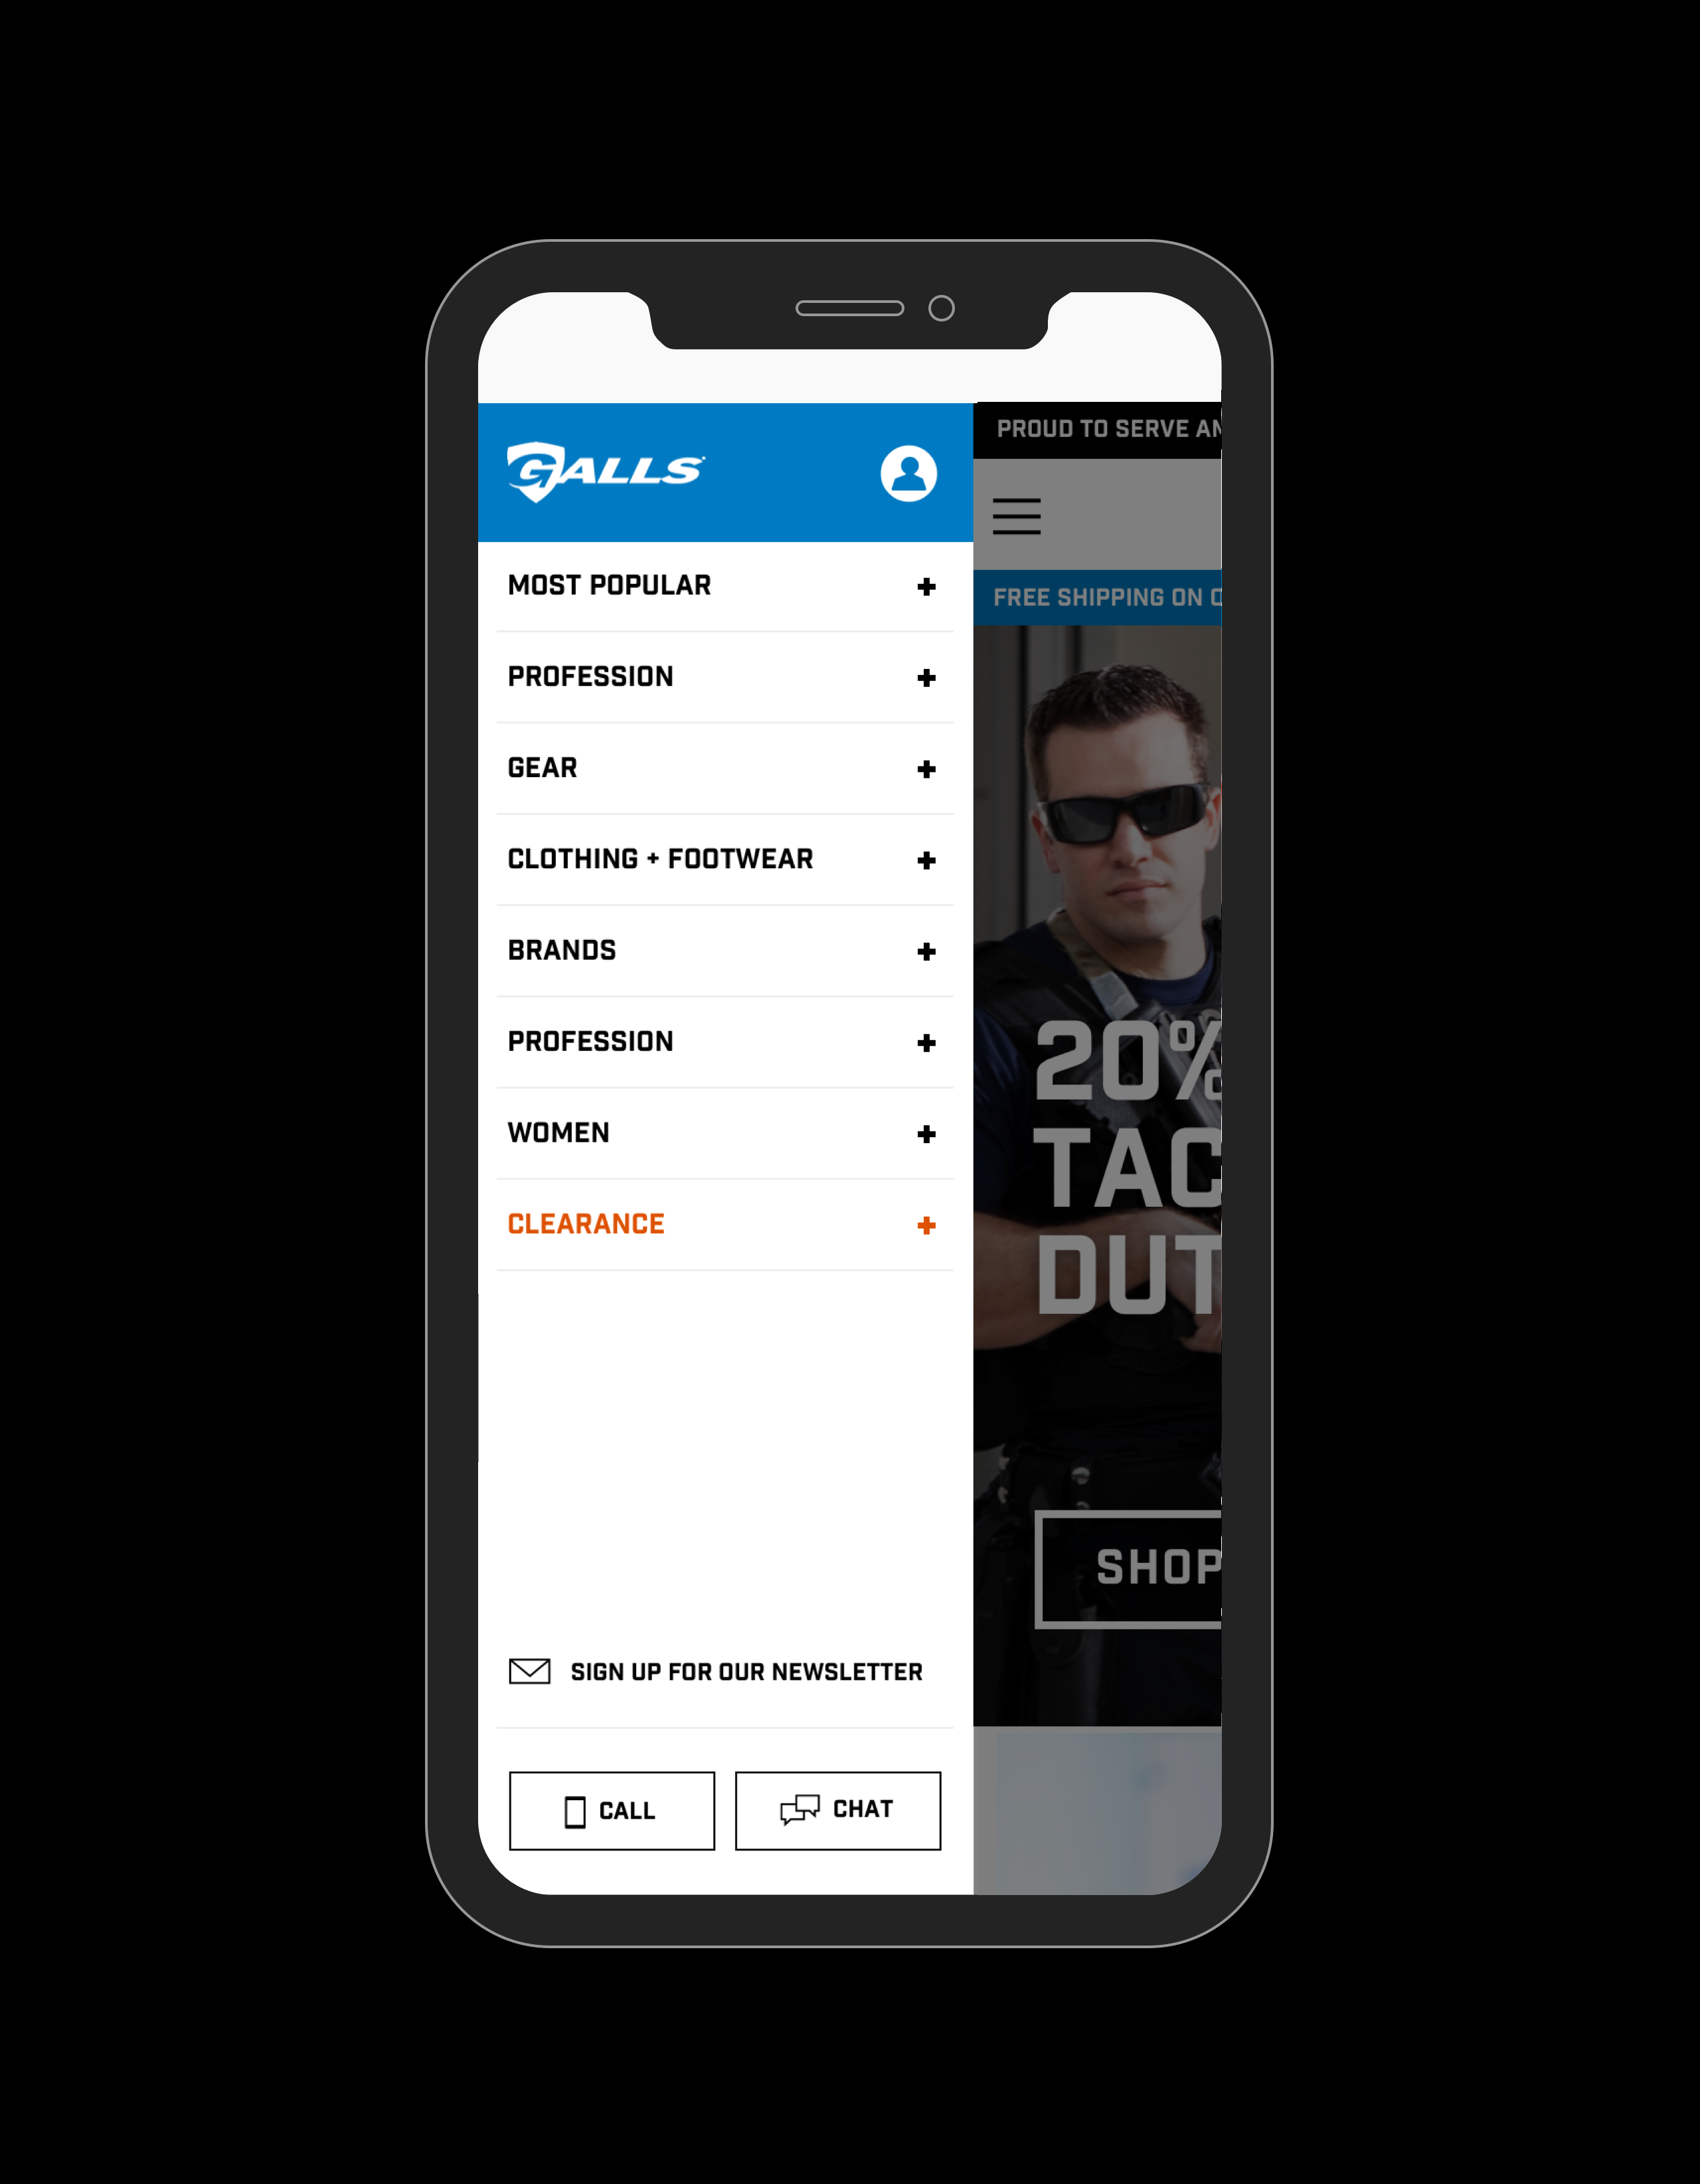 GALLS
MOST POPULAR +
PROFESSION +
GEAR +
CLOTHING + FOOTWEAR +
BRANDS +
PROFESSION +
WOMEN +
CLEARANCE +
SIGN UP FOR OUR NEWSLETTER
CALL
CHAT
PROUD TO SERVE AN
FREE SHIPPING ON
20%
TAC
DUT
SHOP